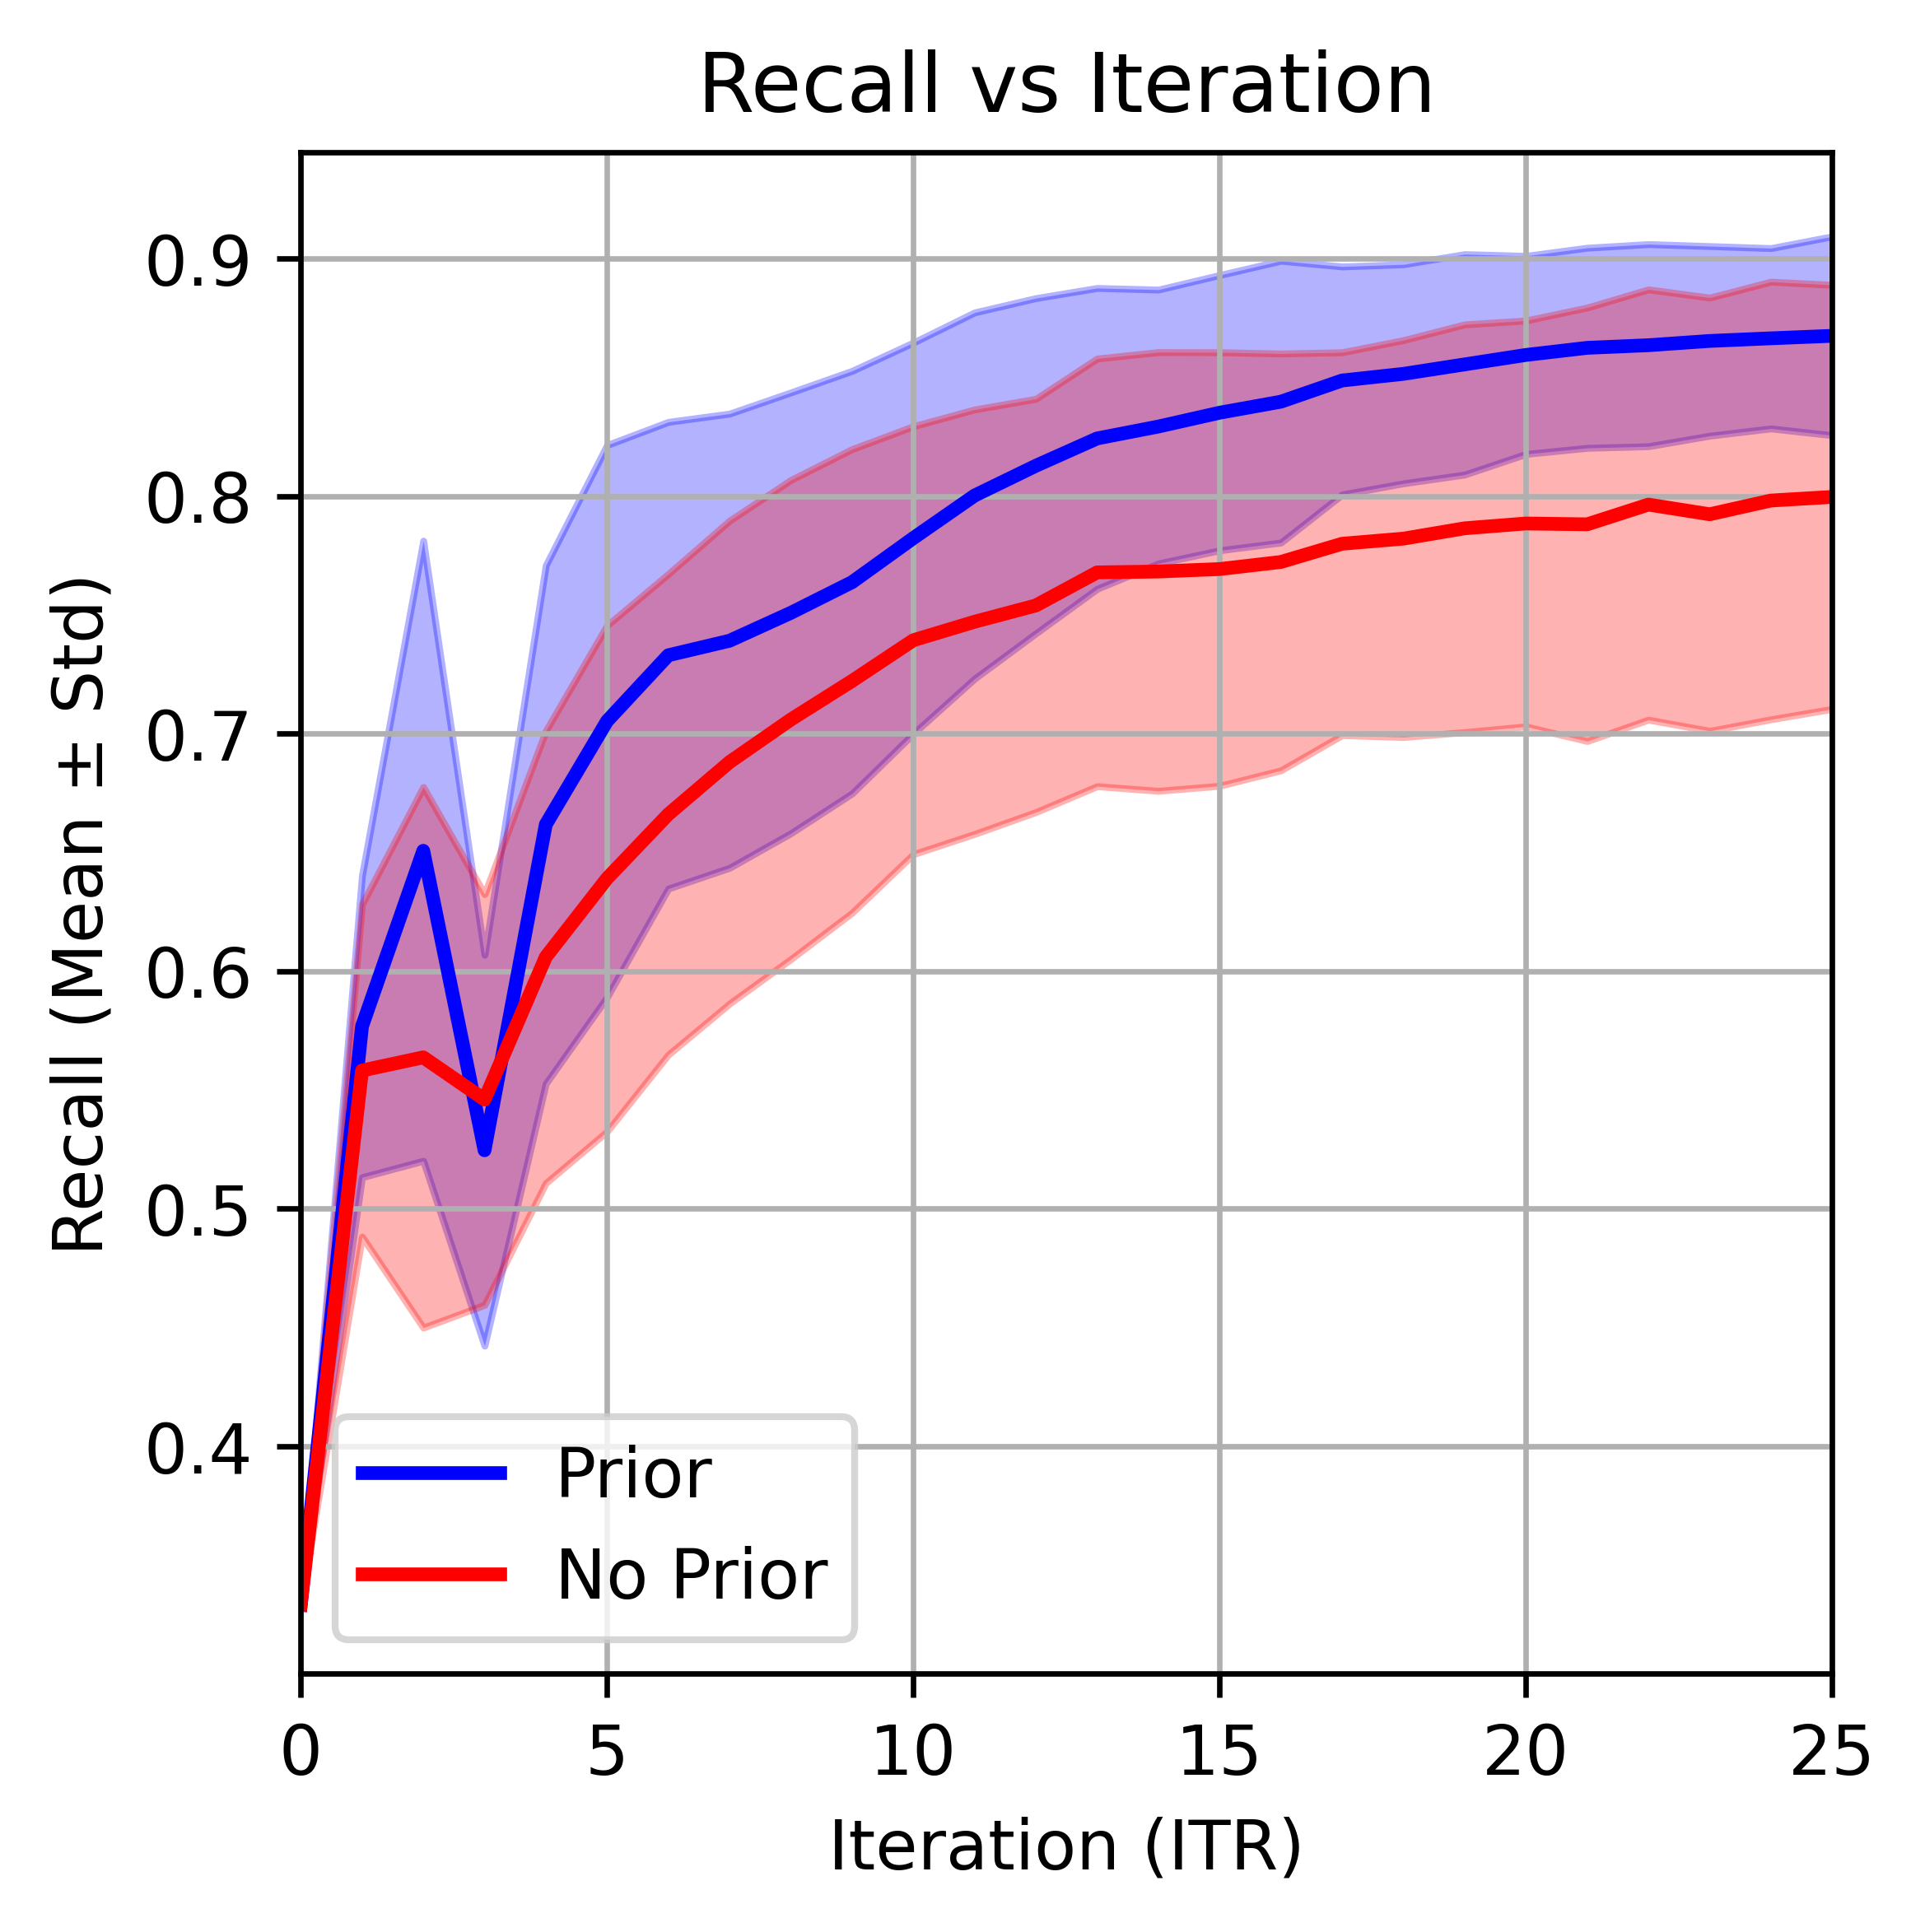 Recall vs Iteration
Recall (Mean ± Std)
0.9
0.8
0.7
0.6
0.5
0.4
Prior
No Prior
0 5 10 15 20 25
Iteration (ITR)